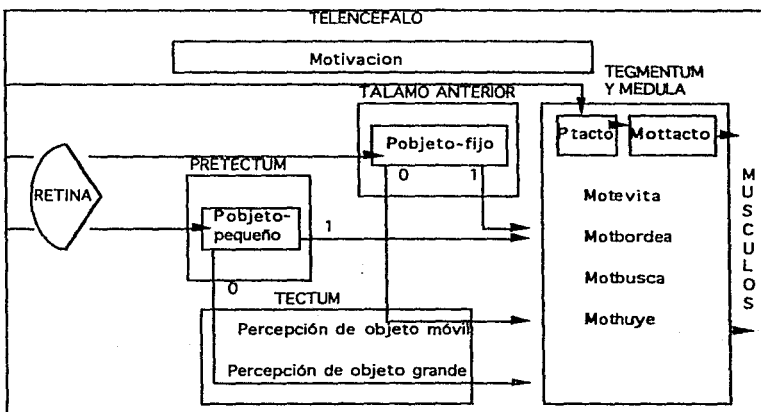 TELENCEFALO
Motivacion
TEGMENTUM
Y MEDULA
TALAMO ANTERIOR
Ptacto
Mottacto
Pobjeto-fijo
0
1
PRETECTUM
RETINA
Pobjeto-
pequeño
1
0
Motevita
Motbordea
Motbusca
Mothuye
MUSCULOS
TECTUM
Percepción de objeto móvil
Percepción de objeto grande